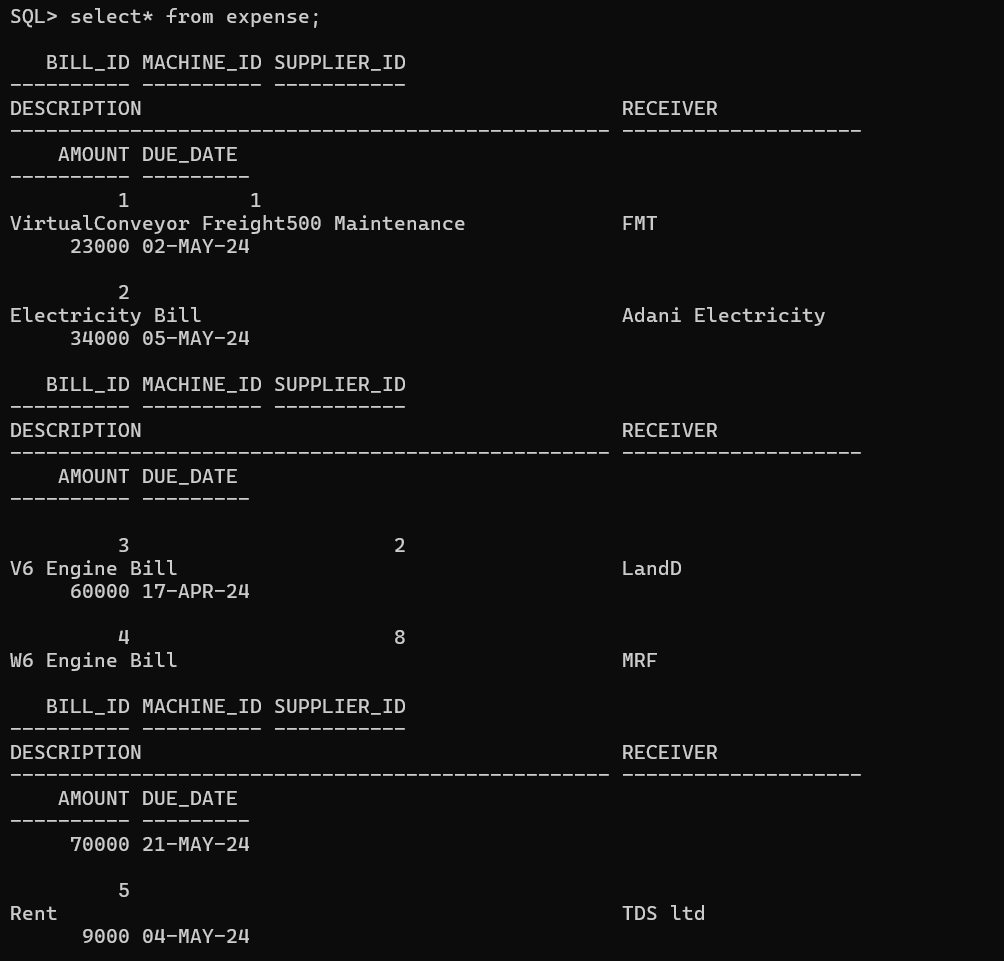 SQL> select* from expense;
   BILL_ID MACHINE_ID SUPPLIER_ID
---------- ---------- -----------
DESCRIPTION                                        RECEIVER
-------------------------------------------------- --------------------
    AMOUNT DUE_DATE
---------- ---------
         1          1
VirtualConveyor Freight500 Maintenance             FMT
     23000 02-MAY-24
         2
Electricity Bill                                   Adani Electricity
     34000 05-MAY-24
   BILL_ID MACHINE_ID SUPPLIER_ID
---------- ---------- -----------
DESCRIPTION                                        RECEIVER
-------------------------------------------------- --------------------
    AMOUNT DUE_DATE
---------- ---------
         3                      2
V6 Engine Bill                                     LandD
     60000 17-APR-24
         4                      8
W6 Engine Bill                                     MRF
   BILL_ID MACHINE_ID SUPPLIER_ID
---------- ---------- -----------
DESCRIPTION                                        RECEIVER
-------------------------------------------------- --------------------
    AMOUNT DUE_DATE
---------- ---------
     70000 21-MAY-24
         5
Rent                                               TDS ltd
      9000 04-MAY-24